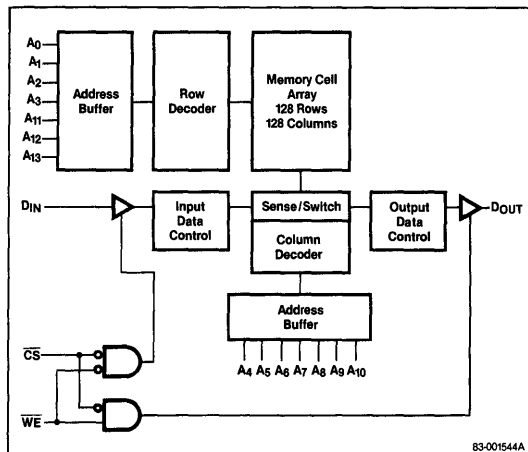 A0
A1
A2
A3
A11
A12
A13
Address
Buffer
Row
Decoder
Memory Cell
Array
128 Rows
128 Columns
DIN
Input
Data
Control
Sense/Switch
Column
Decoder
Output
Data
Control
DOUT
Address
Buffer
A4 A5 A6 A7 A8 A9 A10
C̅S̅
W̅E̅
83-001544A